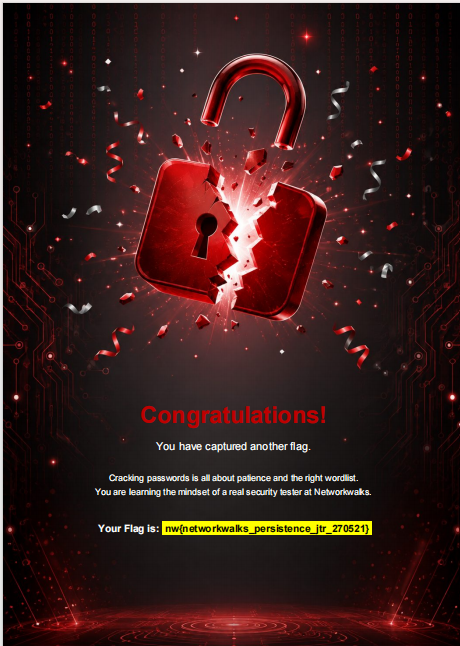 Congratulations!
You have captured another flag.
Cracking passwords is all about patience and the right wordlist.
You are learning the mindset of a real security tester at Networkwalks.
Your Flag is: nw{networkwalks_persistence_jtr_270521}